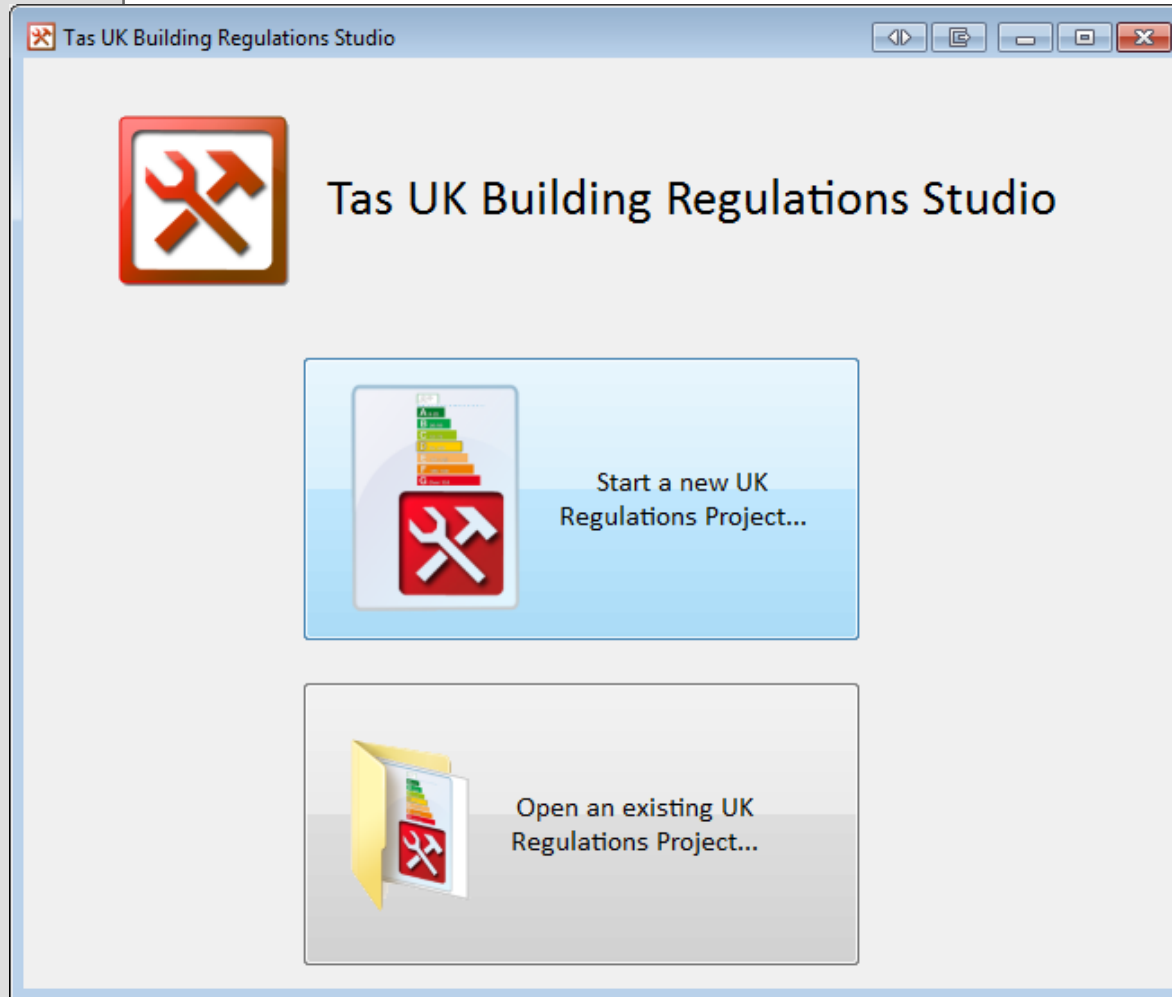 Tas UK Building Regulations Studio
Tas UK Building Regulations Studio
A
B
C
F
G
Start a new UK
Regulations Project...
Open an existing UK
Regulations Project...